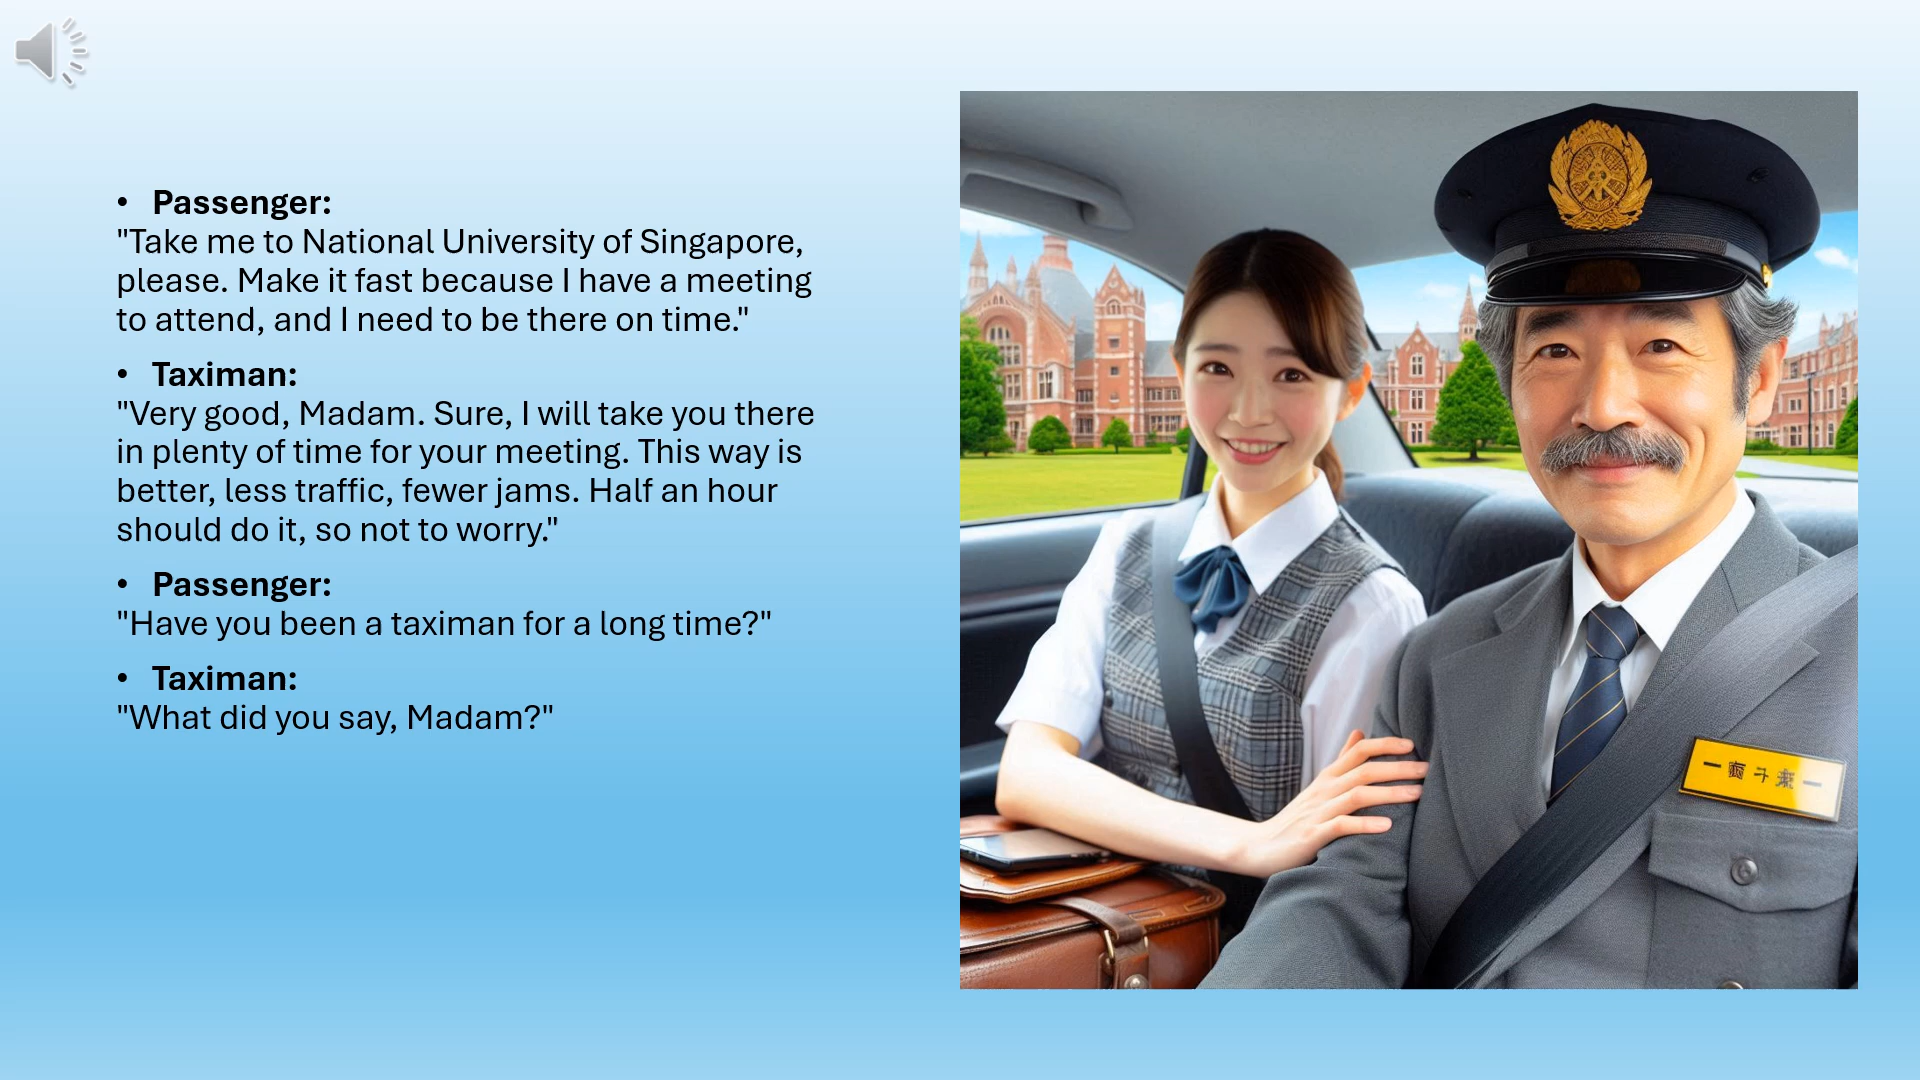 • Passenger:
"Take me to National University of Singapore,
please. Make it fast because I have a meeting
to attend, and I need to be there on time."
• Taximan:
"Very good, Madam. Sure, I will take you there
in plenty of time for your meeting. This way is
better, less traffic, fewer jams. Half an hour
should do it, so not to worry."
• Passenger:
"Have you been a taximan for a long time?"
• Taximan:
"What did you say, Madam?"